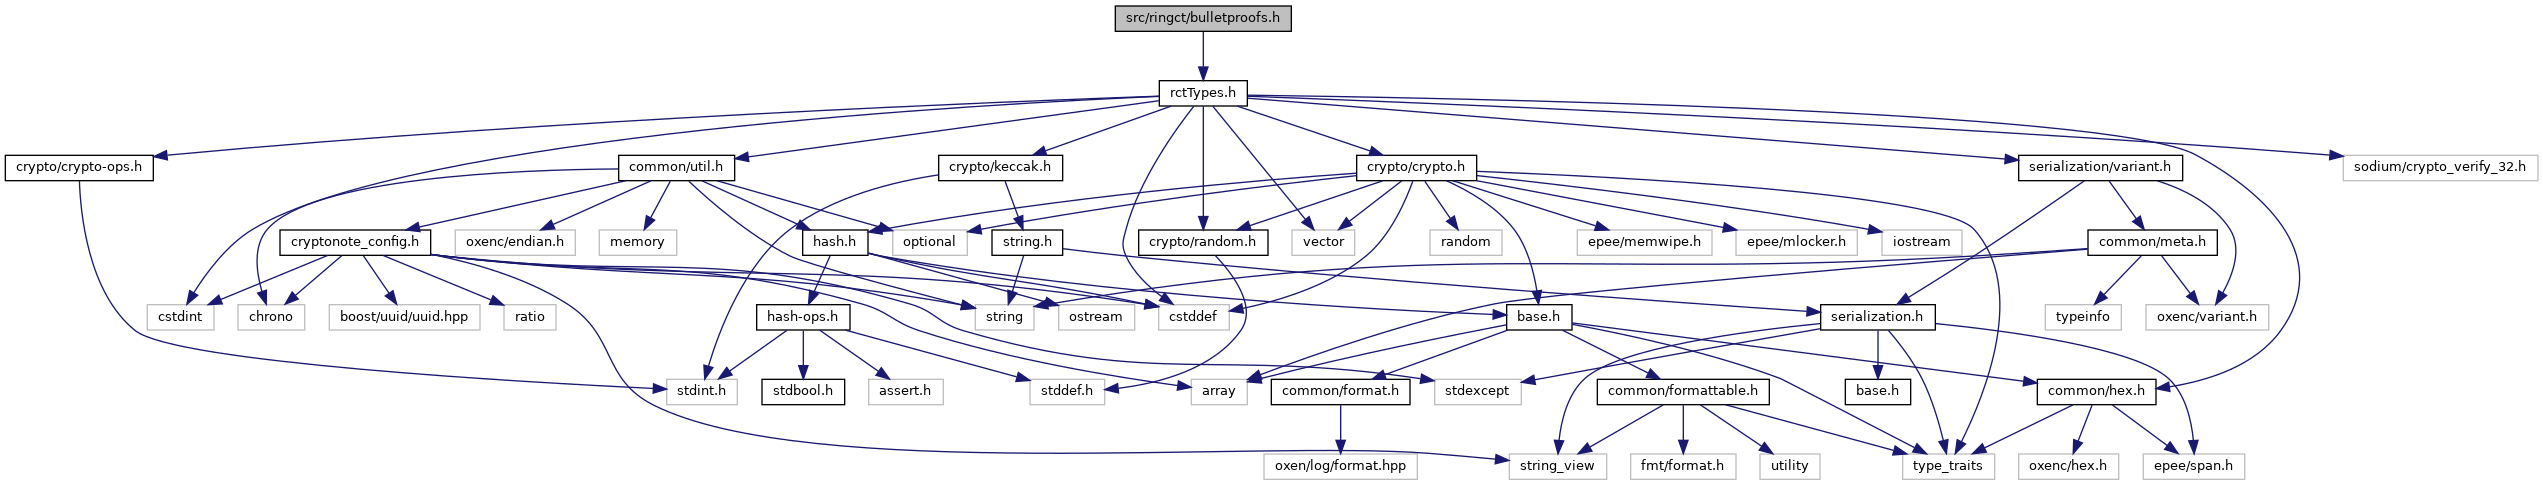 src/ringct/bulletproofs.h
rctTypes.h
crypto/crypto-ops.h
common/util.h
crypto/keccak.h
crypto/crypto.h
serialization/variant.h
sodium/crypto_verify_32.h
cryptonote_config.h
oxenc/endian.h
memory
hash.h
optional
string.h
crypto/random.h
vector
random
epee/memwipe.h
epee/mlocker.h
iostream
common/meta.h
cstdint
chrono
boost/uuid/uuid.hpp
ratio
hash-ops.h
string
ostream
cstddef
base.h
serialization.h
typeinfo
oxenc/variant.h
stdint.h
stdbool.h
assert.h
stddef.h
array
common/format.h
stdexcept
common/formattable.h
base.h
common/hex.h
oxen/log/format.hpp
string_view
fmt/format.h
utility
type_traits
oxenc/hex.h
epee/span.h